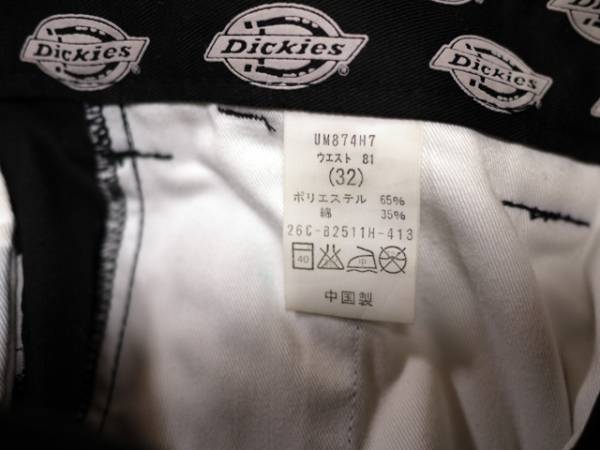 Dickies®
Dickies®
Dickies®
UM874H7
ウエスト 81
(32)
ポリエステル 65%
綿 35%
26C-B2511H-413
40 中
中国製